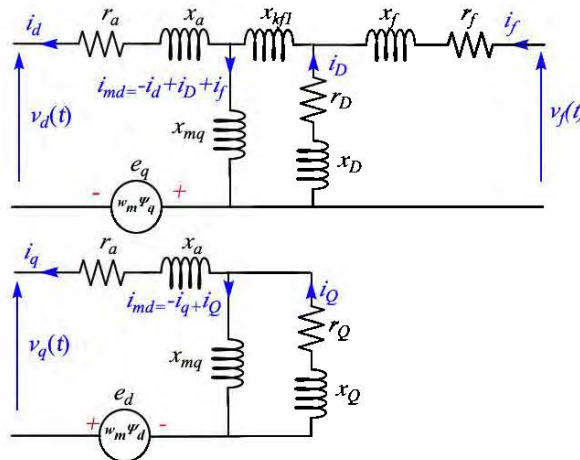 i_d r_a x_a x_kf1 x_f r_f i_f
i_md=-i_d+i_D+i_f i_D
v_d(t) x_mq r_D v_f(t)
x_D
e_q
- w_mΨ_q +
i_q r_a x_a
i_md=-i_q+i_Q i_Q
v_q(t) x_mq r_Q
x_Q
e_d
+ w_mΨ_d -